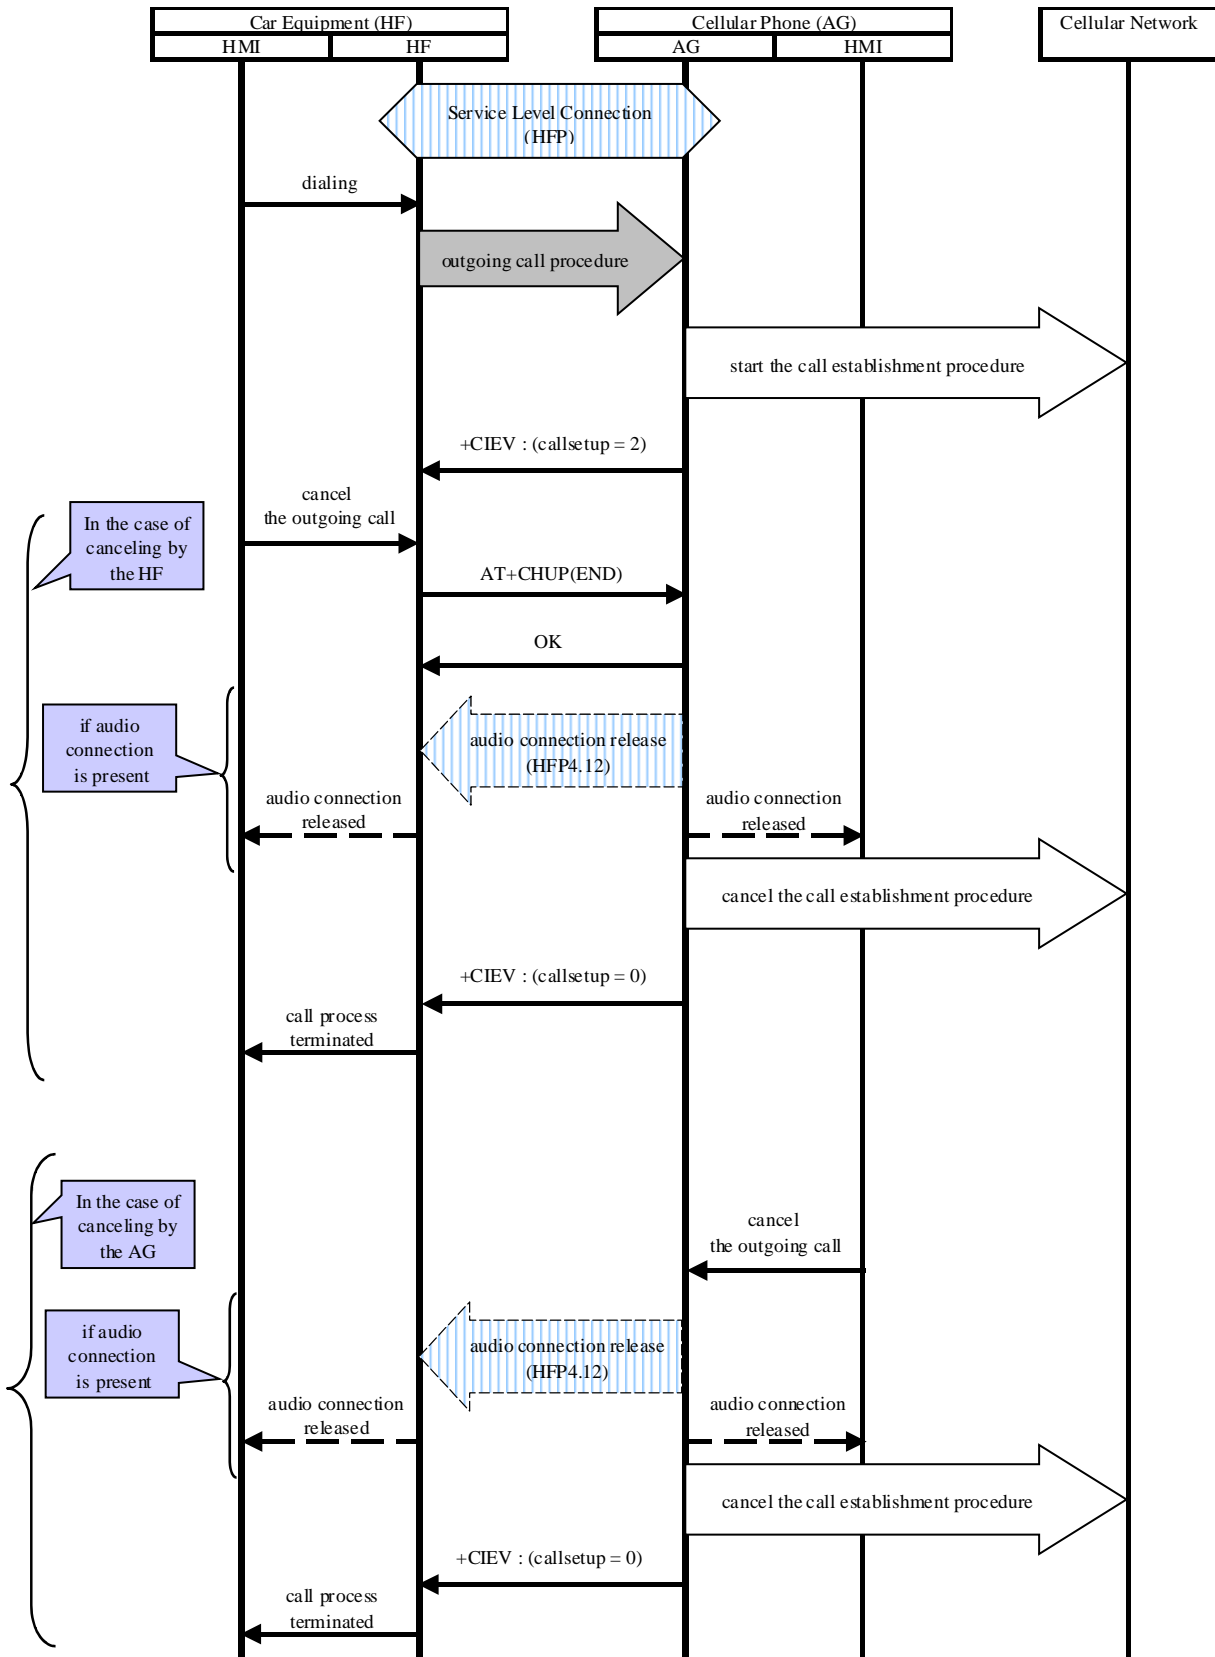 Car Equipment (HF)
Cellular Phone (AG)
Cellular Network
HMI
HF
AG
HMI
Service Level Connection
(HFP)
dialing
outgoing call procedure
start the call establishment procedure
+CIEV : (callsetup = 2)
cancel
the outgoing call
In the case of
canceling by
the HF
AT+CHUP(END)
OK
if audio
connection
is present
audio connection release
(HFP4.12)
audio connection
released
audio connection
released
cancel the call establishment procedure
+CIEV : (callsetup = 0)
call process
terminated
In the case of
canceling by
the AG
cancel
the outgoing call
if audio
connection
is present
audio connection release
(HFP4.12)
audio connection
released
audio connection
released
cancel the call establishment procedure
+CIEV : (callsetup = 0)
call process
terminated